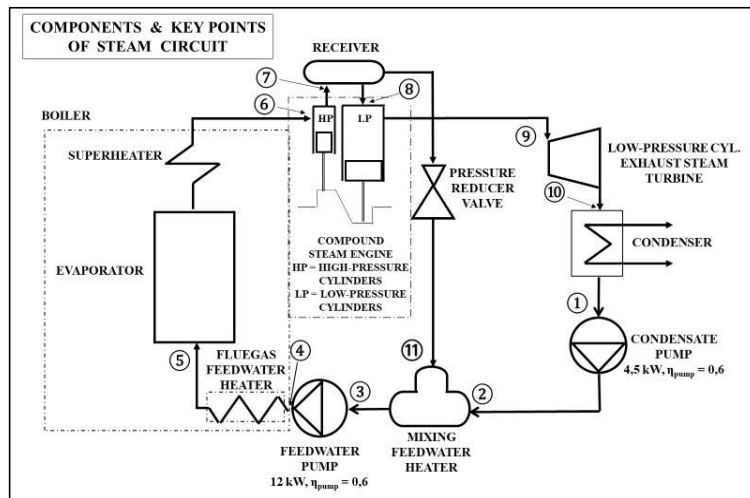 COMPONENTS & KEY POINTS
OF STEAM CIRCUIT
RECEIVER
⑦
⑧
⑥
HP
LP
BOILER
SUPERHEATER
⑨
LOW-PRESSURE CYL.
EXHAUST STEAM
TURBINE
PRESSURE
REDUCER
VALVE
⑩
CONDENSER
EVAPORATOR
COMPOUND
STEAM ENGINE
HP = HIGH-PRESSURE
CYLINDERS
LP = LOW-PRESSURE
CYLINDERS
①
CONDENSATE
PUMP
4,5 kW, ηpump = 0,6
⑤
FLUEGAS
FEEDWATER
HEATER
④
⑪
③
②
FEEDWATER
PUMP
12 kW, ηpump = 0,6
MIXING
FEEDWATER
HEATER